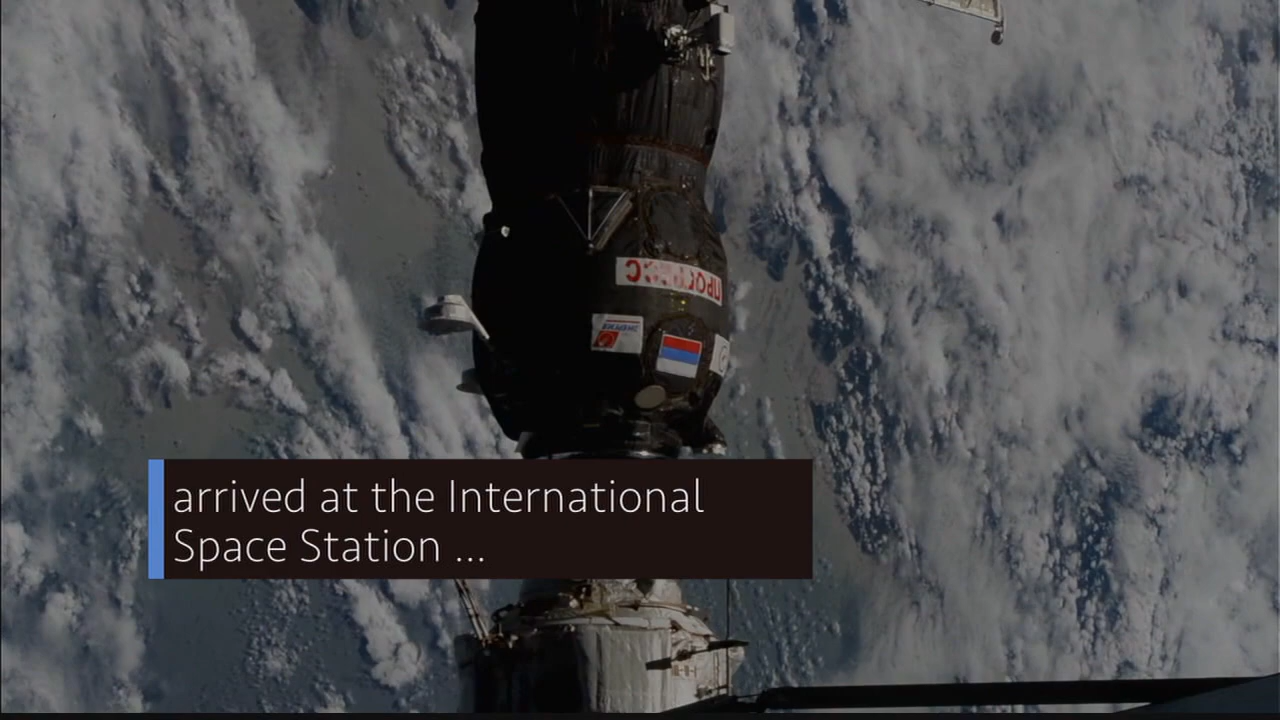 ПРОГРЕСС
arrived at the International
Space Station ...